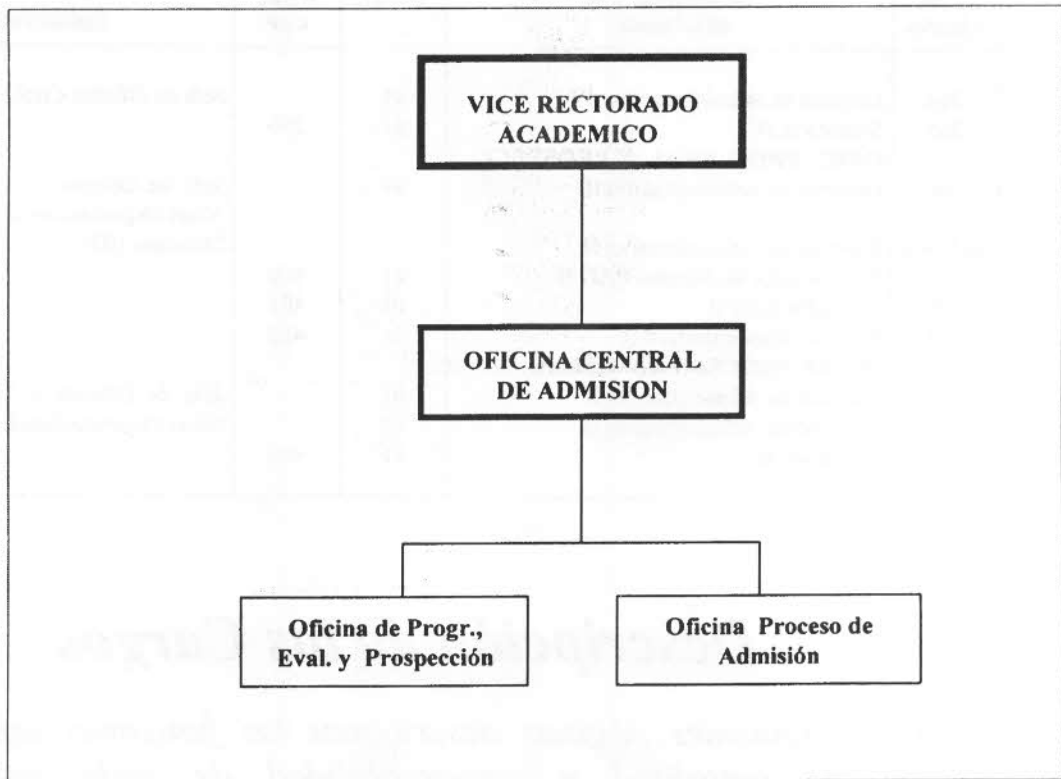 VICE RECTORADO
ACADEMICO
OFICINA CENTRAL
DE ADMISION
Oficina de Progr.,
Eval. y Prospección
Oficina Proceso de
Admisión